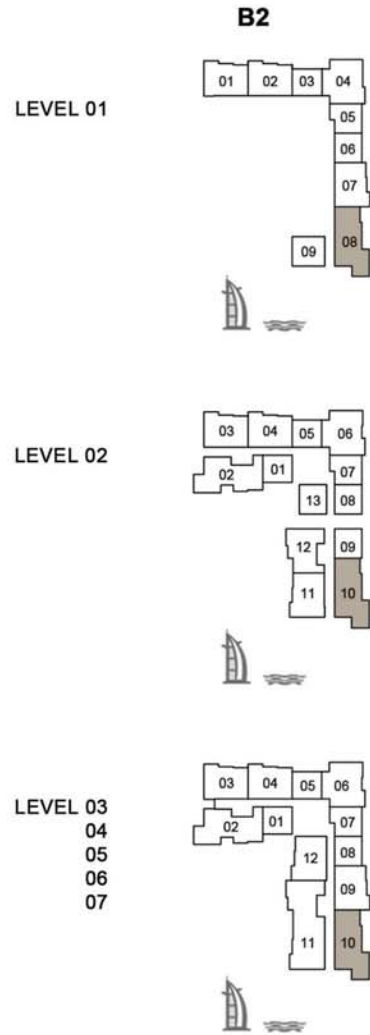 B2
LEVEL 01
01 02 03 04
05
06
07
08
09
LEVEL 02
03 04 05 06
02 01 07
13 08
12 09
11 10
LEVEL 03
04
05
06
07
03 04 05 06
02 01 07
12 08
09
11 10